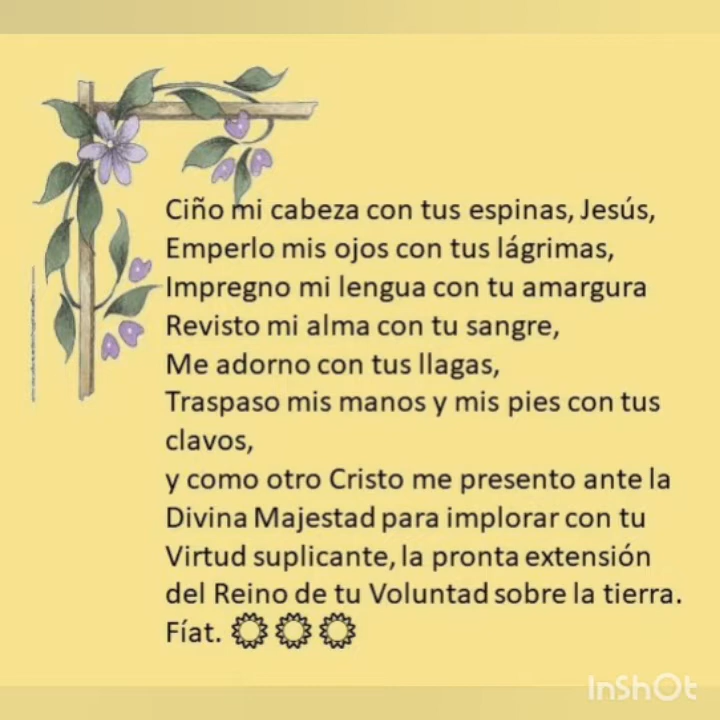 Ciño mi cabeza con tus espinas, Jesús,
Emperlo mis ojos con tus lágrimas,
Impregno mi lengua con tu amargura
Revisto mi alma con tu sangre,
Me adorno con tus llagas,
Traspaso mis manos y mis pies con tus
clavos,
y como otro Cristo me presento ante la
Divina Majestad para implorar con tu
Virtud suplicante, la pronta extensión
del Reino de tu Voluntad sobre la tierra.
Fíat.
InShOt